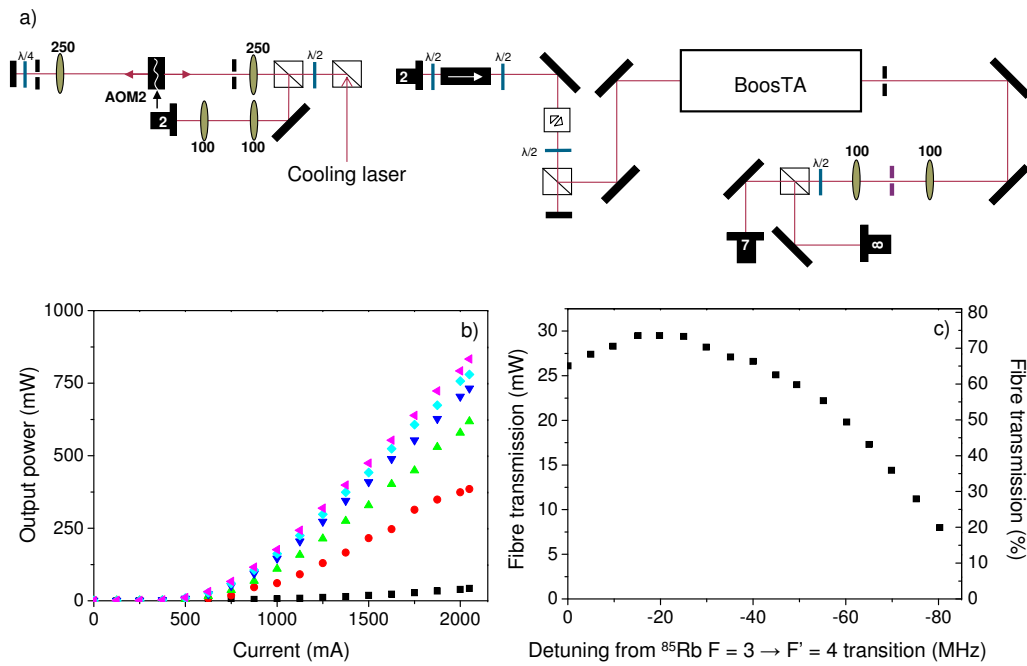 a)
λ/4
250
250
λ/2
AOM2
2
100
100
Cooling laser
2
λ/2
λ/2
λ/2
BoosTA
100
100
λ/2
7
8
b)
1000
750
500
250
0
Output power (mW)
0
500
1000
1500
2000
Current (mA)
c)
30
25
20
15
10
5
0
Fibre transmission (mW)
80
70
60
50
40
30
20
10
0
Fibre transmission (%)
0
-20
-40
-60
-80
Detuning from ⁸⁵Rb F = 3 → F' = 4 transition (MHz)